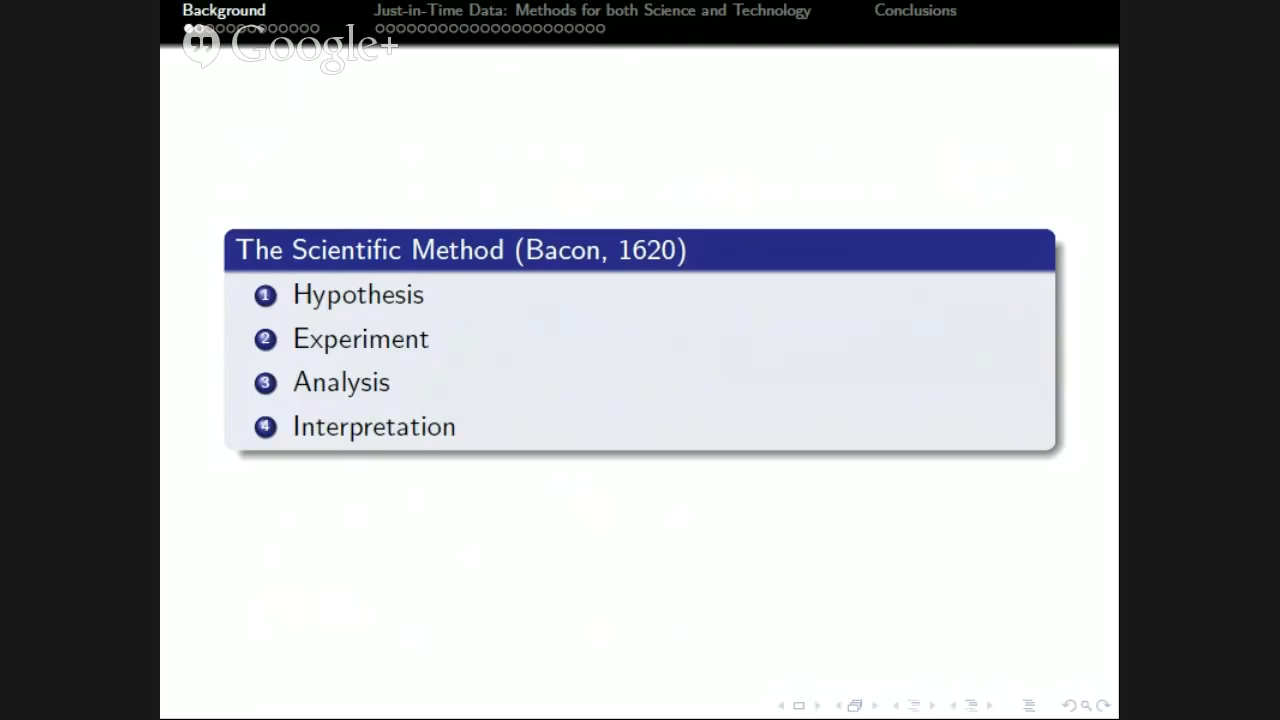 Background
Just-in-Time Data: Methods for both Science and Technology
Conclusions
Google+
The Scientific Method (Bacon, 1620)
1 Hypothesis
2 Experiment
3 Analysis
4 Interpretation